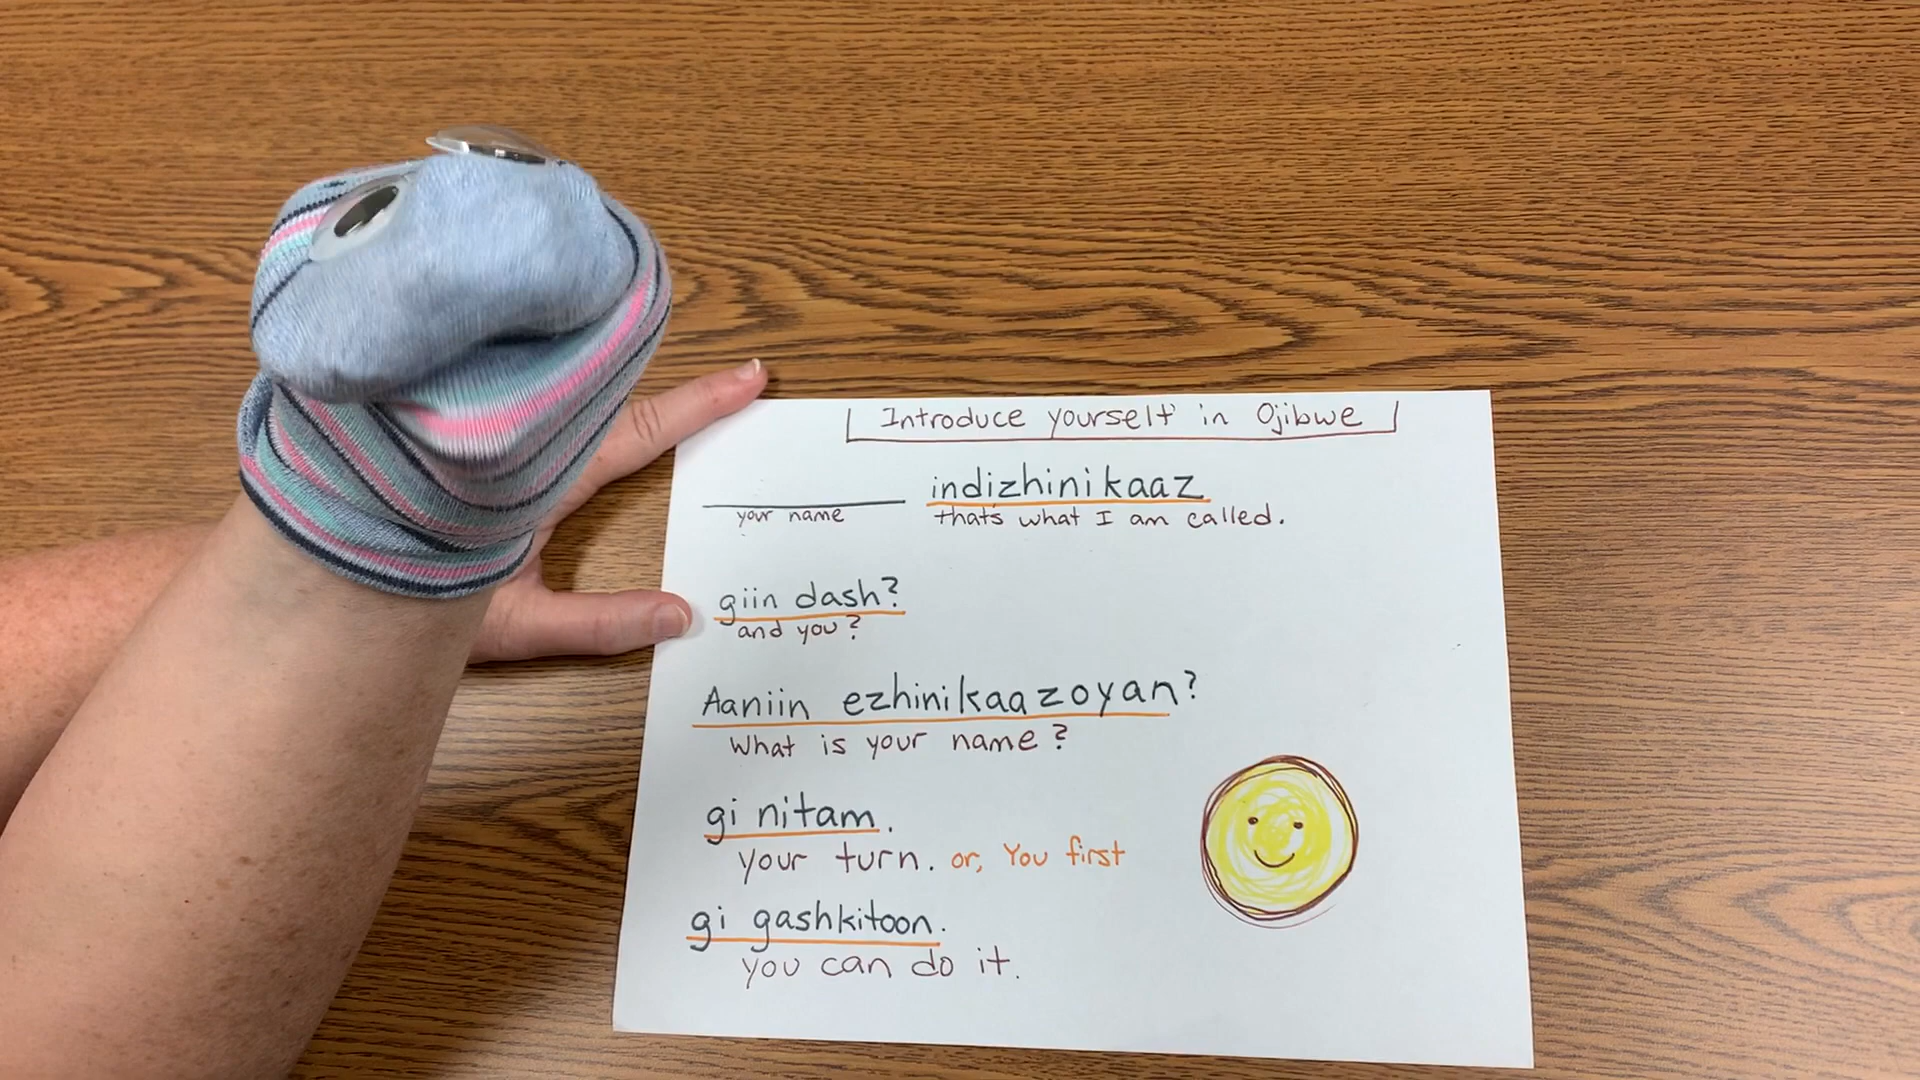 Introduce yourself in Ojibwe
indizhinikaaz
your name that's what I am called.
giin dash?
and you?
Aaniin ezhinikaazoyan?
What is your name?
gi nitam.
your turn. or, You first
gi gashkitoon.
you can do it.